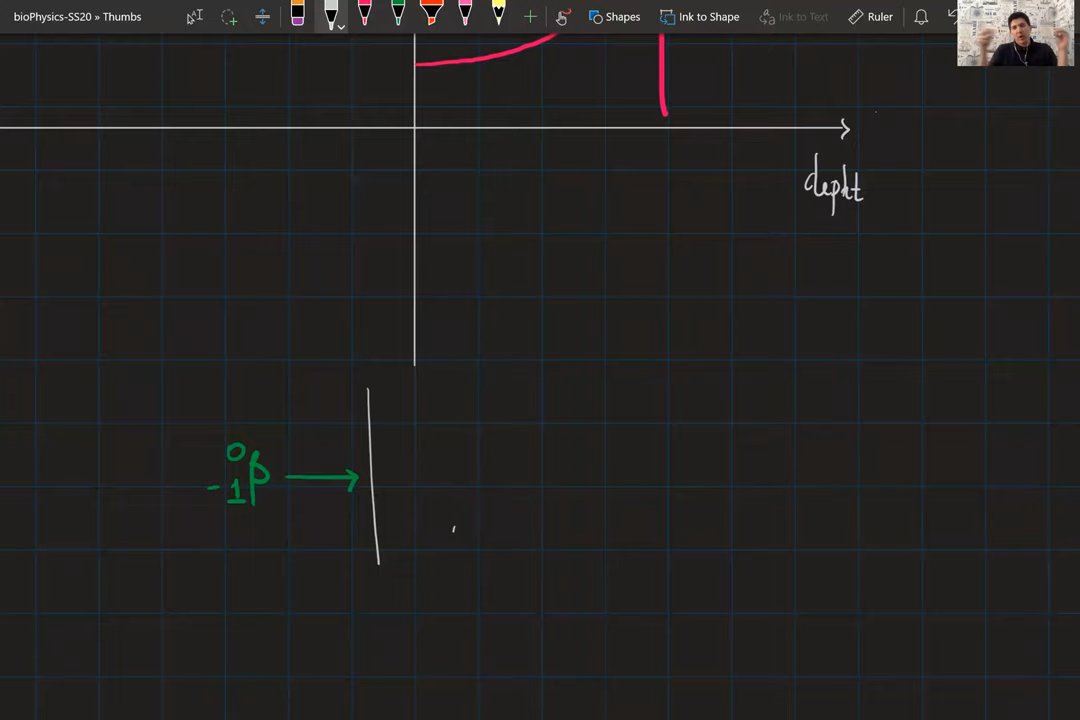 bioPhysics-SS20 » Thumbs
Shapes
Ink to Shape
Ink to Text
Ruler
depht
0
-1β